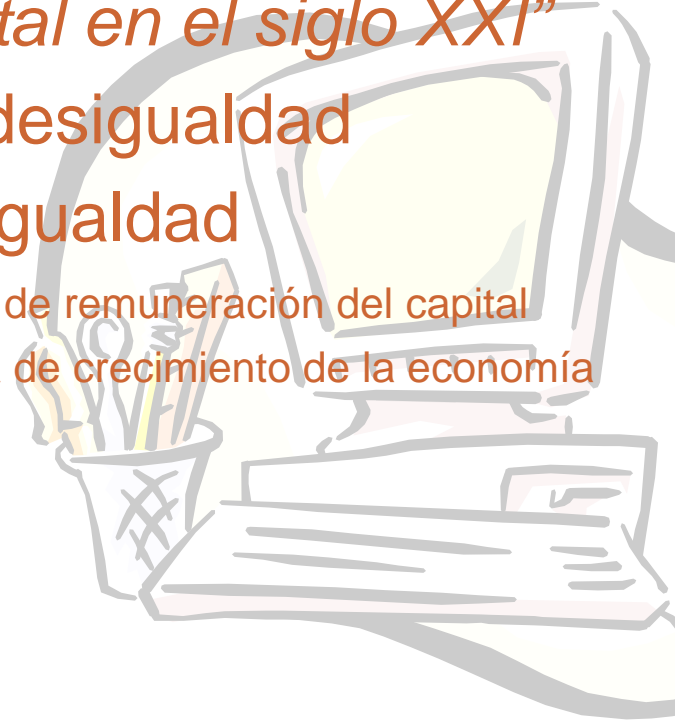 tal en el siglo XXI”
desigualdad
gualdad
de remuneración del capital
de crecimiento de la economía